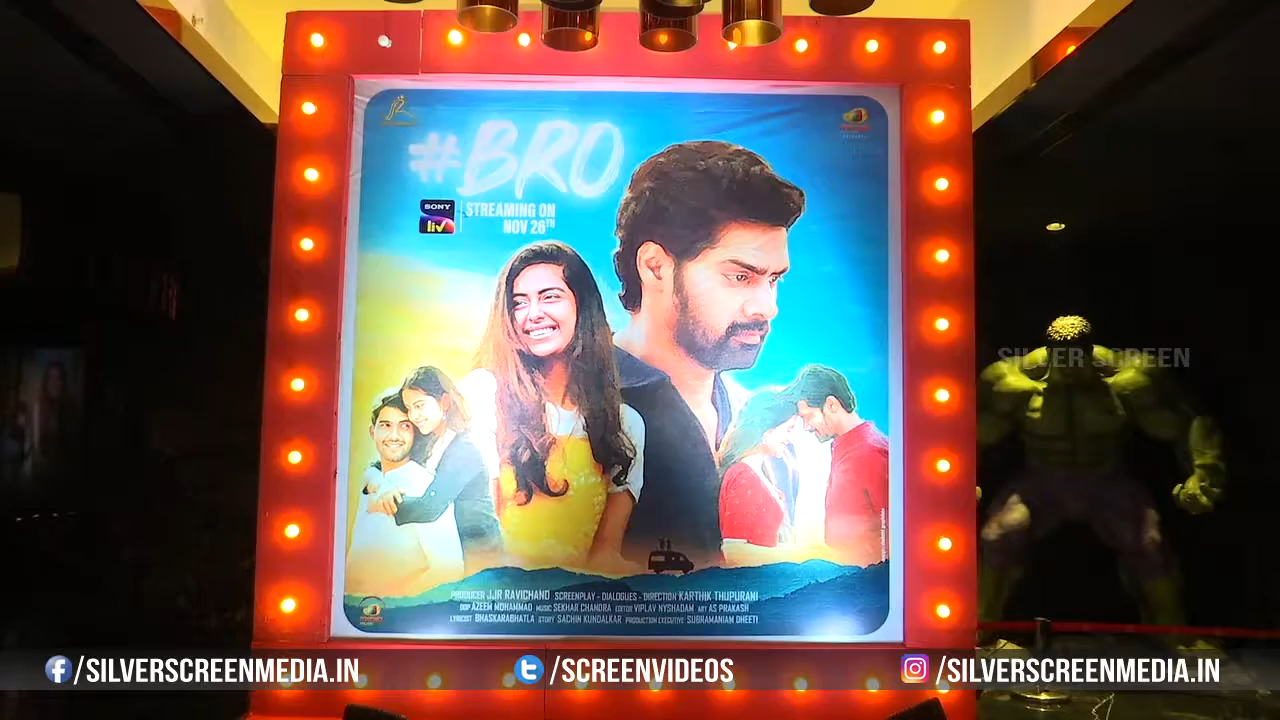 #BRO
SONY
liv
STREAMING ON
NOV 26TH
SILVER SCREEN
PRODUCER JJR RAVICHAND SCREENPLAY - DIALOGUES - DIRECTION KARTHIK THUPURANI
DOP AZEEM MOHAMMAD MUSIC SEKHAR CHANDRA EDITOR VIPLAV NYSHADAM ART AS PRAKASH
LYRICIST BHASKARABHATLA STORY SACHIN KUNDALKAR PRODUCTION EXECUTIVE SUBRAMANIAM DHEETI
/SILVERSCREENMEDIA.IN
/SCREENVIDEOS
/SILVERSCREENMEDIA.IN